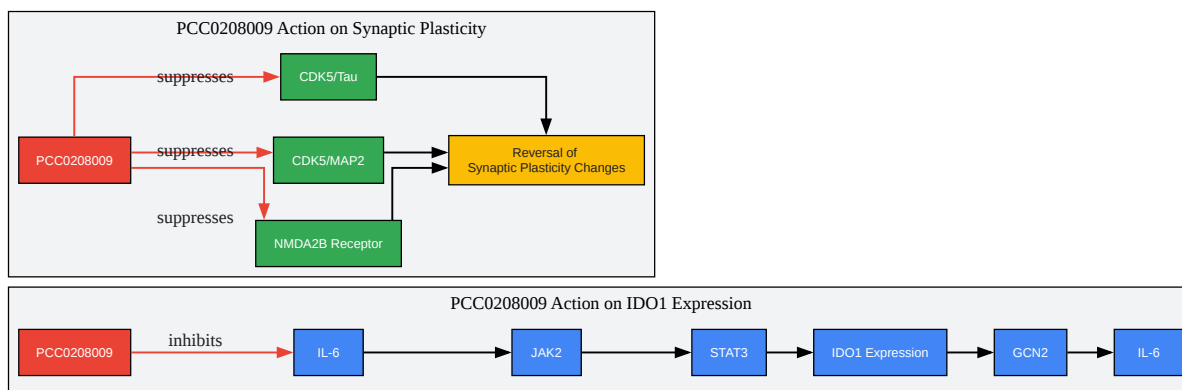 PCC0208009 Action on Synaptic Plasticity
suppresses
CDK5/Tau
PCC0208009
suppresses
CDK5/MAP2
Reversal of
Synaptic Plasticity Changes
suppresses
NMDA2B Receptor
PCC0208009 Action on IDO1 Expression
PCC0208009
inhibits
IL-6
JAK2
STAT3
IDO1 Expression
GCN2
IL-6